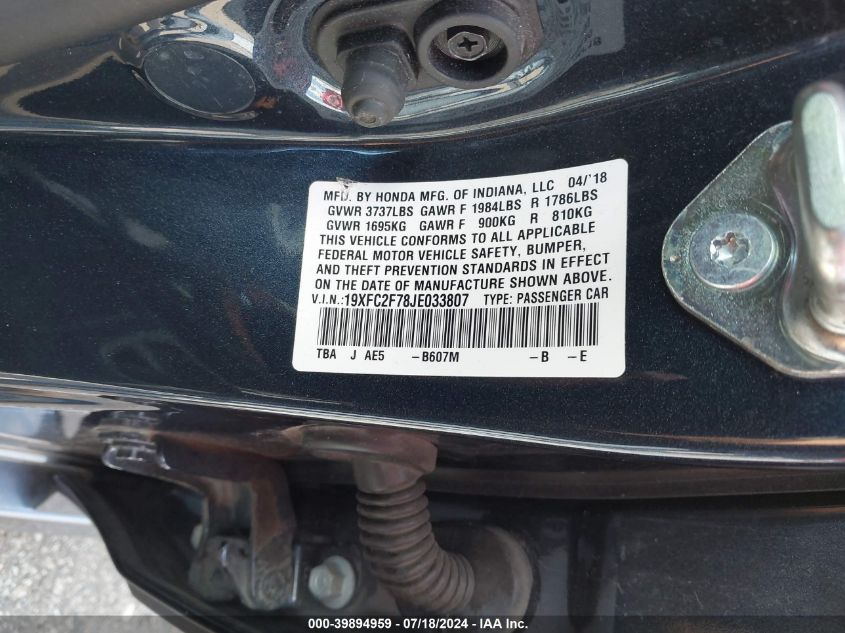 MFD. BY HONDA MFG. OF INDIANA, LLC 04/'18
GVWR 3737LBS GAWR F 1984LBS R 1786LBS
GVWR 1695KG GAWR F 900KG R 810KG
THIS VEHICLE CONFORMS TO ALL APPLICABLE
FEDERAL MOTOR VEHICLE SAFETY, BUMPER,
AND THEFT PREVENTION STANDARDS IN EFFECT
ON THE DATE OF MANUFACTURE SHOWN ABOVE.
V.I.N.:19XFC2F78JE033807 TYPE: PASSENGER CAR
TBA J AE5 -B607M -B -E
000-39894959 - 07/18/2024 - IAA Inc.